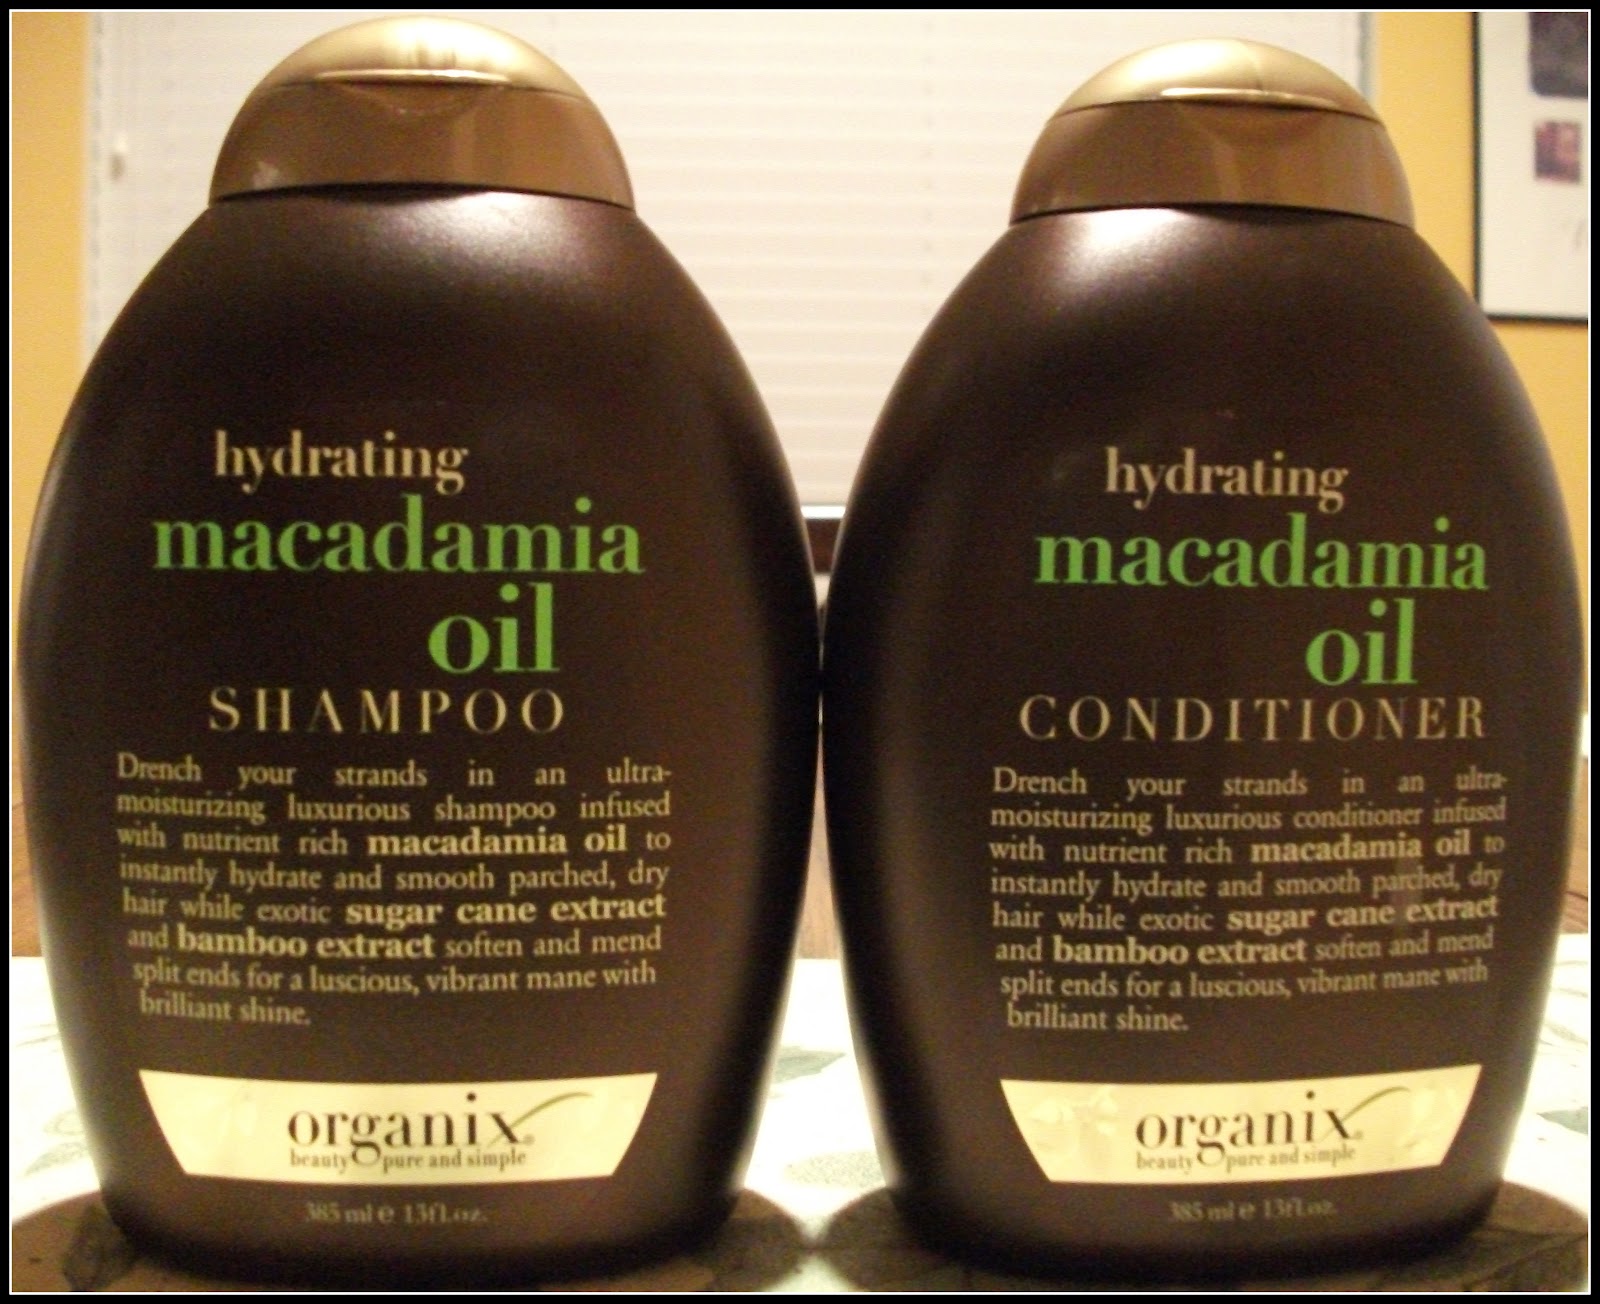 hydrating
macadamia
oil
SHAMPOO
Drench your strands in an ultra-
moisturizing luxurious shampoo infused
with nutrient rich macadamia oil to
instantly hydrate and smooth parched, dry
hair while exotic sugar cane extract
and bamboo extract soften and mend
split ends for a luscious, vibrant mane with
brilliant shine.
organix®
beauty pure and simple
385 ml e 13fl.oz.
hydrating
macadamia
oil
CONDITIONER
Drench your strands in an ultra-
moisturizing luxurious conditioner infused
with nutrient rich macadamia oil to
instantly hydrate and smooth parched, dry
hair while exotic sugar cane extract
and bamboo extract soften and mend
split ends for a luscious, vibrant mane with
brilliant shine.
organix®
beauty pure and simple
385 ml e 13fl.oz.